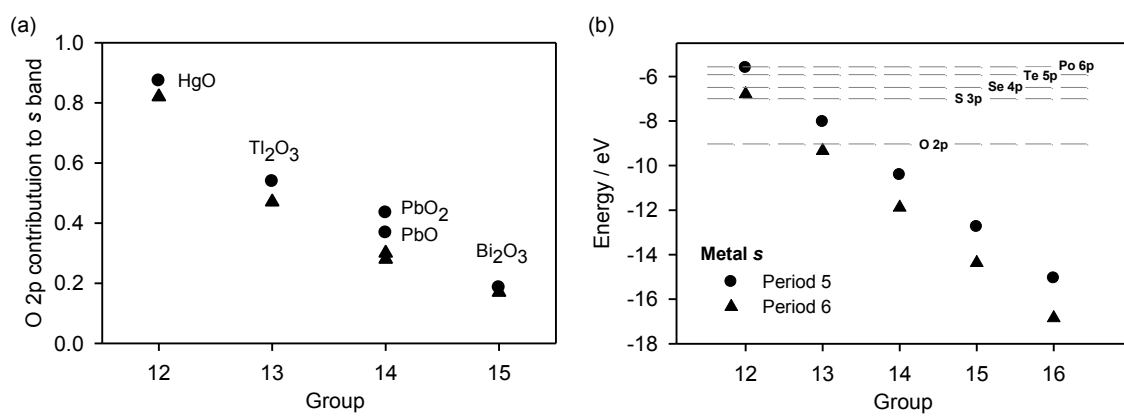 (a)
O 2p contributuion to s band
1.0
0.8
0.6
0.4
0.2
0.0
HgO
Tl2O3
PbO2
PbO
Bi2O3
12 13 14 15
Group
(b)
Energy / eV
-6
-8
-10
-12
-14
-16
-18
Po 6p
Te 5p
Se 4p
S 3p
O 2p
Metal s
Period 5
Period 6
12 13 14 15 16
Group